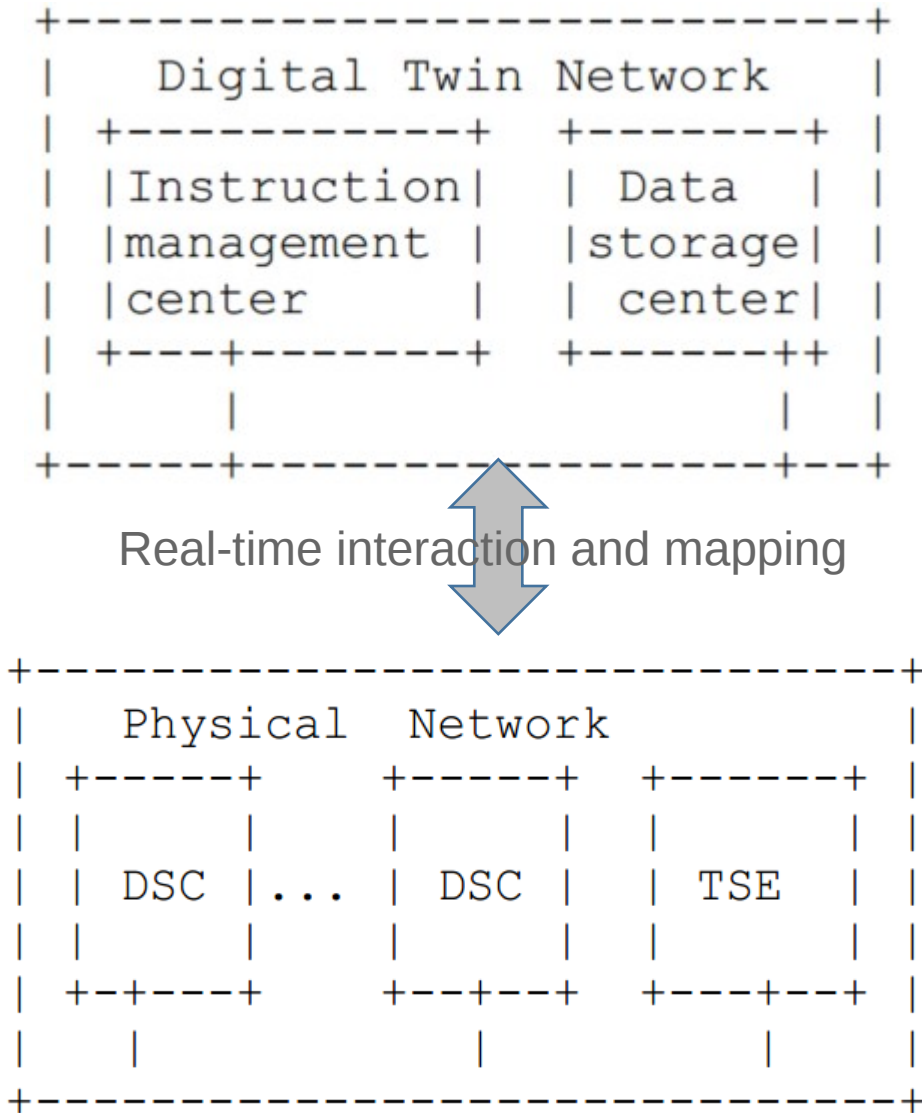 Digital Twin Network
Instruction management center
Data storage center
Real-time interaction and mapping
Physical Network
DSC ... DSC TSE